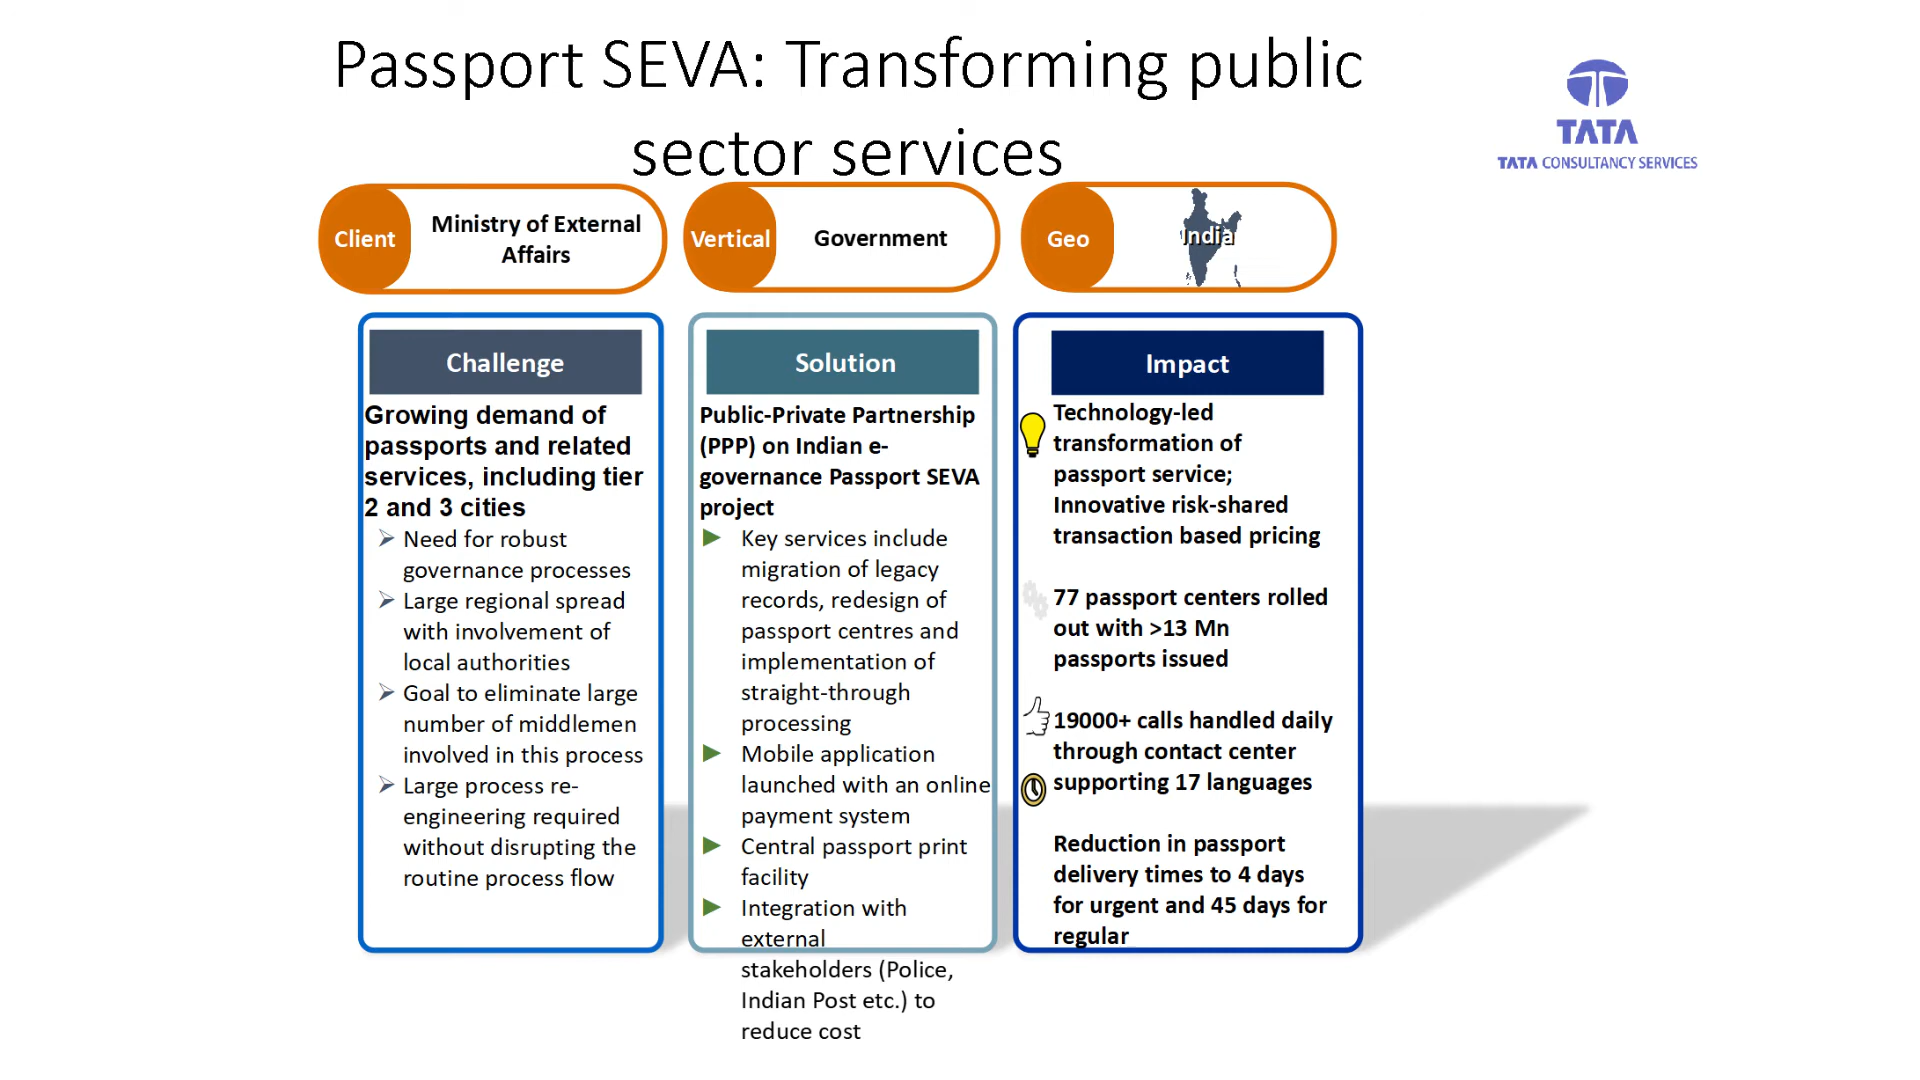 Passport SEVA: Transforming public
sector services
TATA
TATA CONSULTANCY SERVICES
Client
Ministry of External
Affairs
Vertical
Government
Geo
India
Challenge
Growing demand of
passports and related
services, including tier
2 and 3 cities
Need for robust
governance processes
Large regional spread
with involvement of
local authorities
Goal to eliminate large
number of middlemen
involved in this process
Large process re-
engineering required
without disrupting the
routine process flow
Solution
Public-Private Partnership
(PPP) on Indian e-
governance Passport SEVA
project
Key services include
migration of legacy
records, redesign of
passport centres and
implementation of
straight-through
processing
Mobile application
launched with an online
payment system
Central passport print
facility
Integration with
external
stakeholders (Police,
Indian Post etc.) to
reduce cost
Impact
Technology-led
transformation of
passport service;
Innovative risk-shared
transaction based pricing
77 passport centers rolled
out with >13 Mn
passports issued
19000+ calls handled daily
through contact center
supporting 17 languages
Reduction in passport
delivery times to 4 days
for urgent and 45 days for
regular